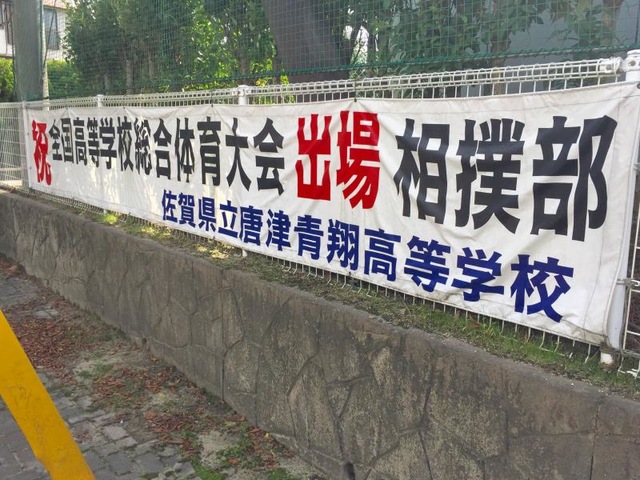 祝 全国高等学校総合体育大会 出場 相撲部
佐賀県立唐津青翔高等学校